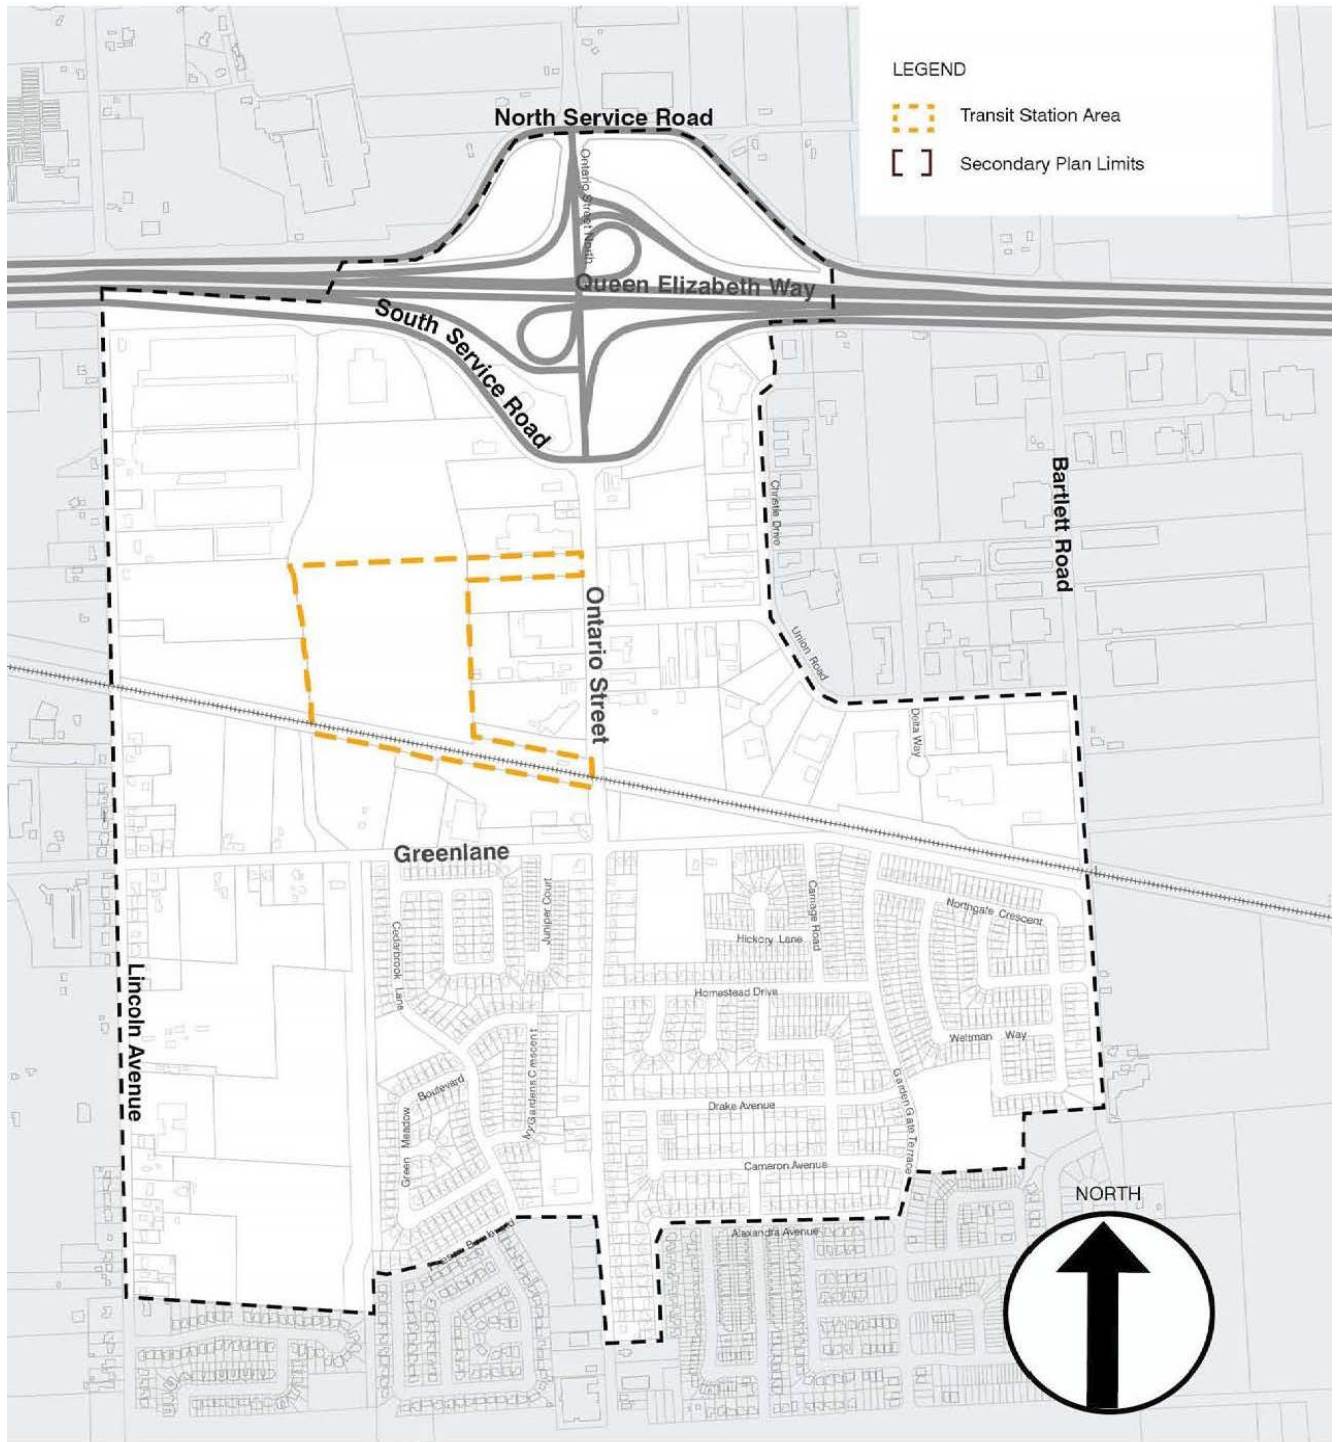 LEGEND
Transit Station Area
Secondary Plan Limits
North Service Road
Ontario Street North
Queen Elizabeth Way
South Service Road
Christie Drive
Bartlett Road
Ontario Street
Union Road
Delta Way
Greenlane
Juniper Court
Carriage Road
Northgate Crescent
Cedarbrook Lane
Hickory Lane
Lincoln Avenue
Homestead Drive
Weltman Way
Ivy Gardens Crescent
Boulevard
Green Meadow
Garden Gate Terrace
Drake Avenue
Cameron Avenue
NORTH
Alaxandra Avenue